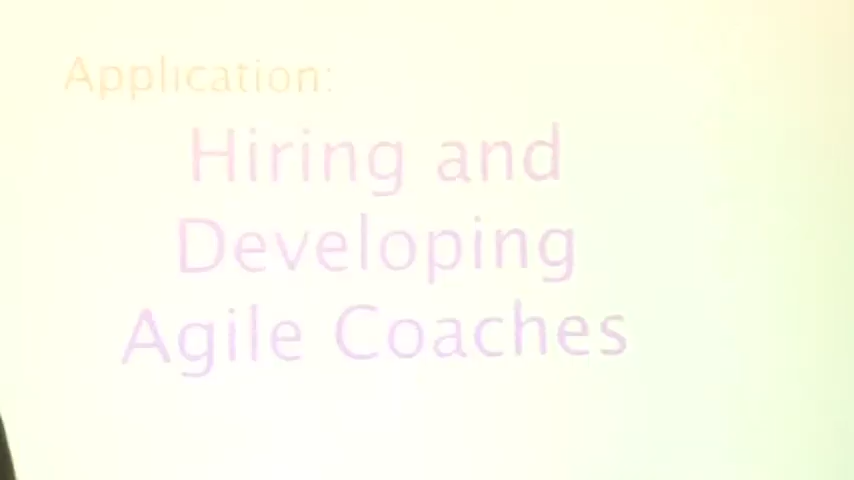 Application:
Hiring and
Developing
Agile Coaches